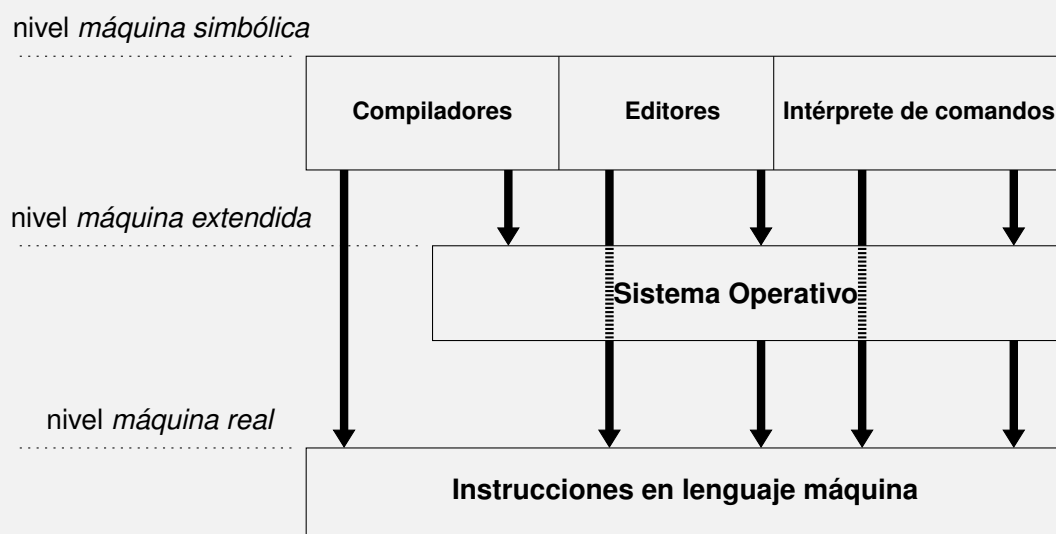 nivel máquina simbólica
Compiladores
Editores
Intérprete de comandos
nivel máquina extendida
Sistema Operativo
nivel máquina real
Instrucciones en lenguaje máquina